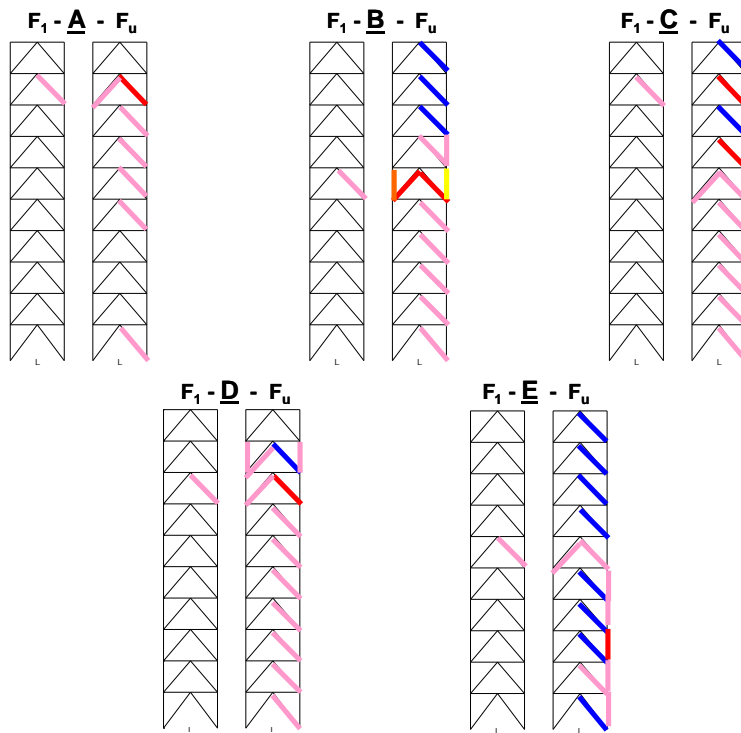 F1 - A - Fu
F1 - B - Fu
F1 - C - Fu
L L
L L
L L
F1 - D - Fu
F1 - E - Fu